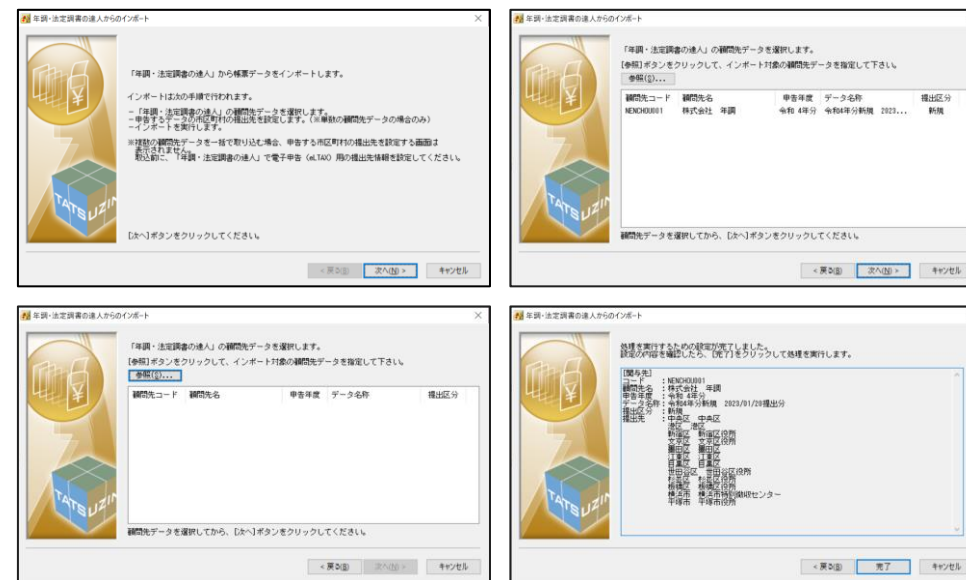 年調・法定調書の達人からのインポート
「年調・法定調書の達人」から帳票データをインポートします。
インポートは次の手順で行われます。
－「年調・法定調書の達人」の顧問先データを選択します。
－申告するデータの市区町村の提出先を設定します。（※単数の顧問先データの場合のみ）
－インポートを実行します。
※複数の顧問先データを一括で取り込む場合、申告する市区町村の提出先を設定する画面は
表示されません。
取込前に、「年調・法定調書の達人」で電子申告（eLTAX）用の提出先情報を設定してください。
[次へ]ボタンをクリックしてください。
TATSUZIN
< 戻る(B)
次へ(N) >
キャンセル
年調・法定調書の達人からのインポート
「年調・法定調書の達人」の顧問先データを選択します。
[参照]ボタンをクリックして、インポート対象の顧問先データを指定して下さい。
参照(S)...
顧問先コード 顧問先名 申告年度 データ名称 提出区分
NENCHOU001 株式会社 年調 令和 4年分 令和4年分新規 2023... 新規
顧問先データを選択してから、[次へ]ボタンをクリックしてください。
TATSUZIN
< 戻る(B)
次へ(N) >
キャンセル
年調・法定調書の達人からのインポート
「年調・法定調書の達人」の顧問先データを選択します。
[参照]ボタンをクリックして、インポート対象の顧問先データを指定して下さい。
参照(S)...
顧問先コード 顧問先名 申告年度 データ名称 提出区分
顧問先データを選択してから、[次へ]ボタンをクリックしてください。
TATSUZIN
< 戻る(B)
次へ(N) >
キャンセル
年調・法定調書の達人からのインポート
処理を実行するための設定が完了しました。
設定の内容を確認したら、[完了]をクリックして処理を実行します。
[関与先]
コード ：NENCHOU001
顧問先名 ：株式会社 年調
申告年度 ：令和 4年分
データ名称：令和4年分新規 2023/01/20提出分
提出区分 ：新規
提出先 ：中央区 中央区
港区 港区
新宿区 新宿区役所
文京区 文京区役所
墨田区 墨田区
江東区 江東区
目黒区 目黒区
世田谷区 世田谷区役所
杉並区 杉並区役所
板橋区 板橋区役所
横浜市 横浜市特別徴収センター
平塚市 平塚市役所
TATSUZIN
< 戻る(B)
完了
キャンセル